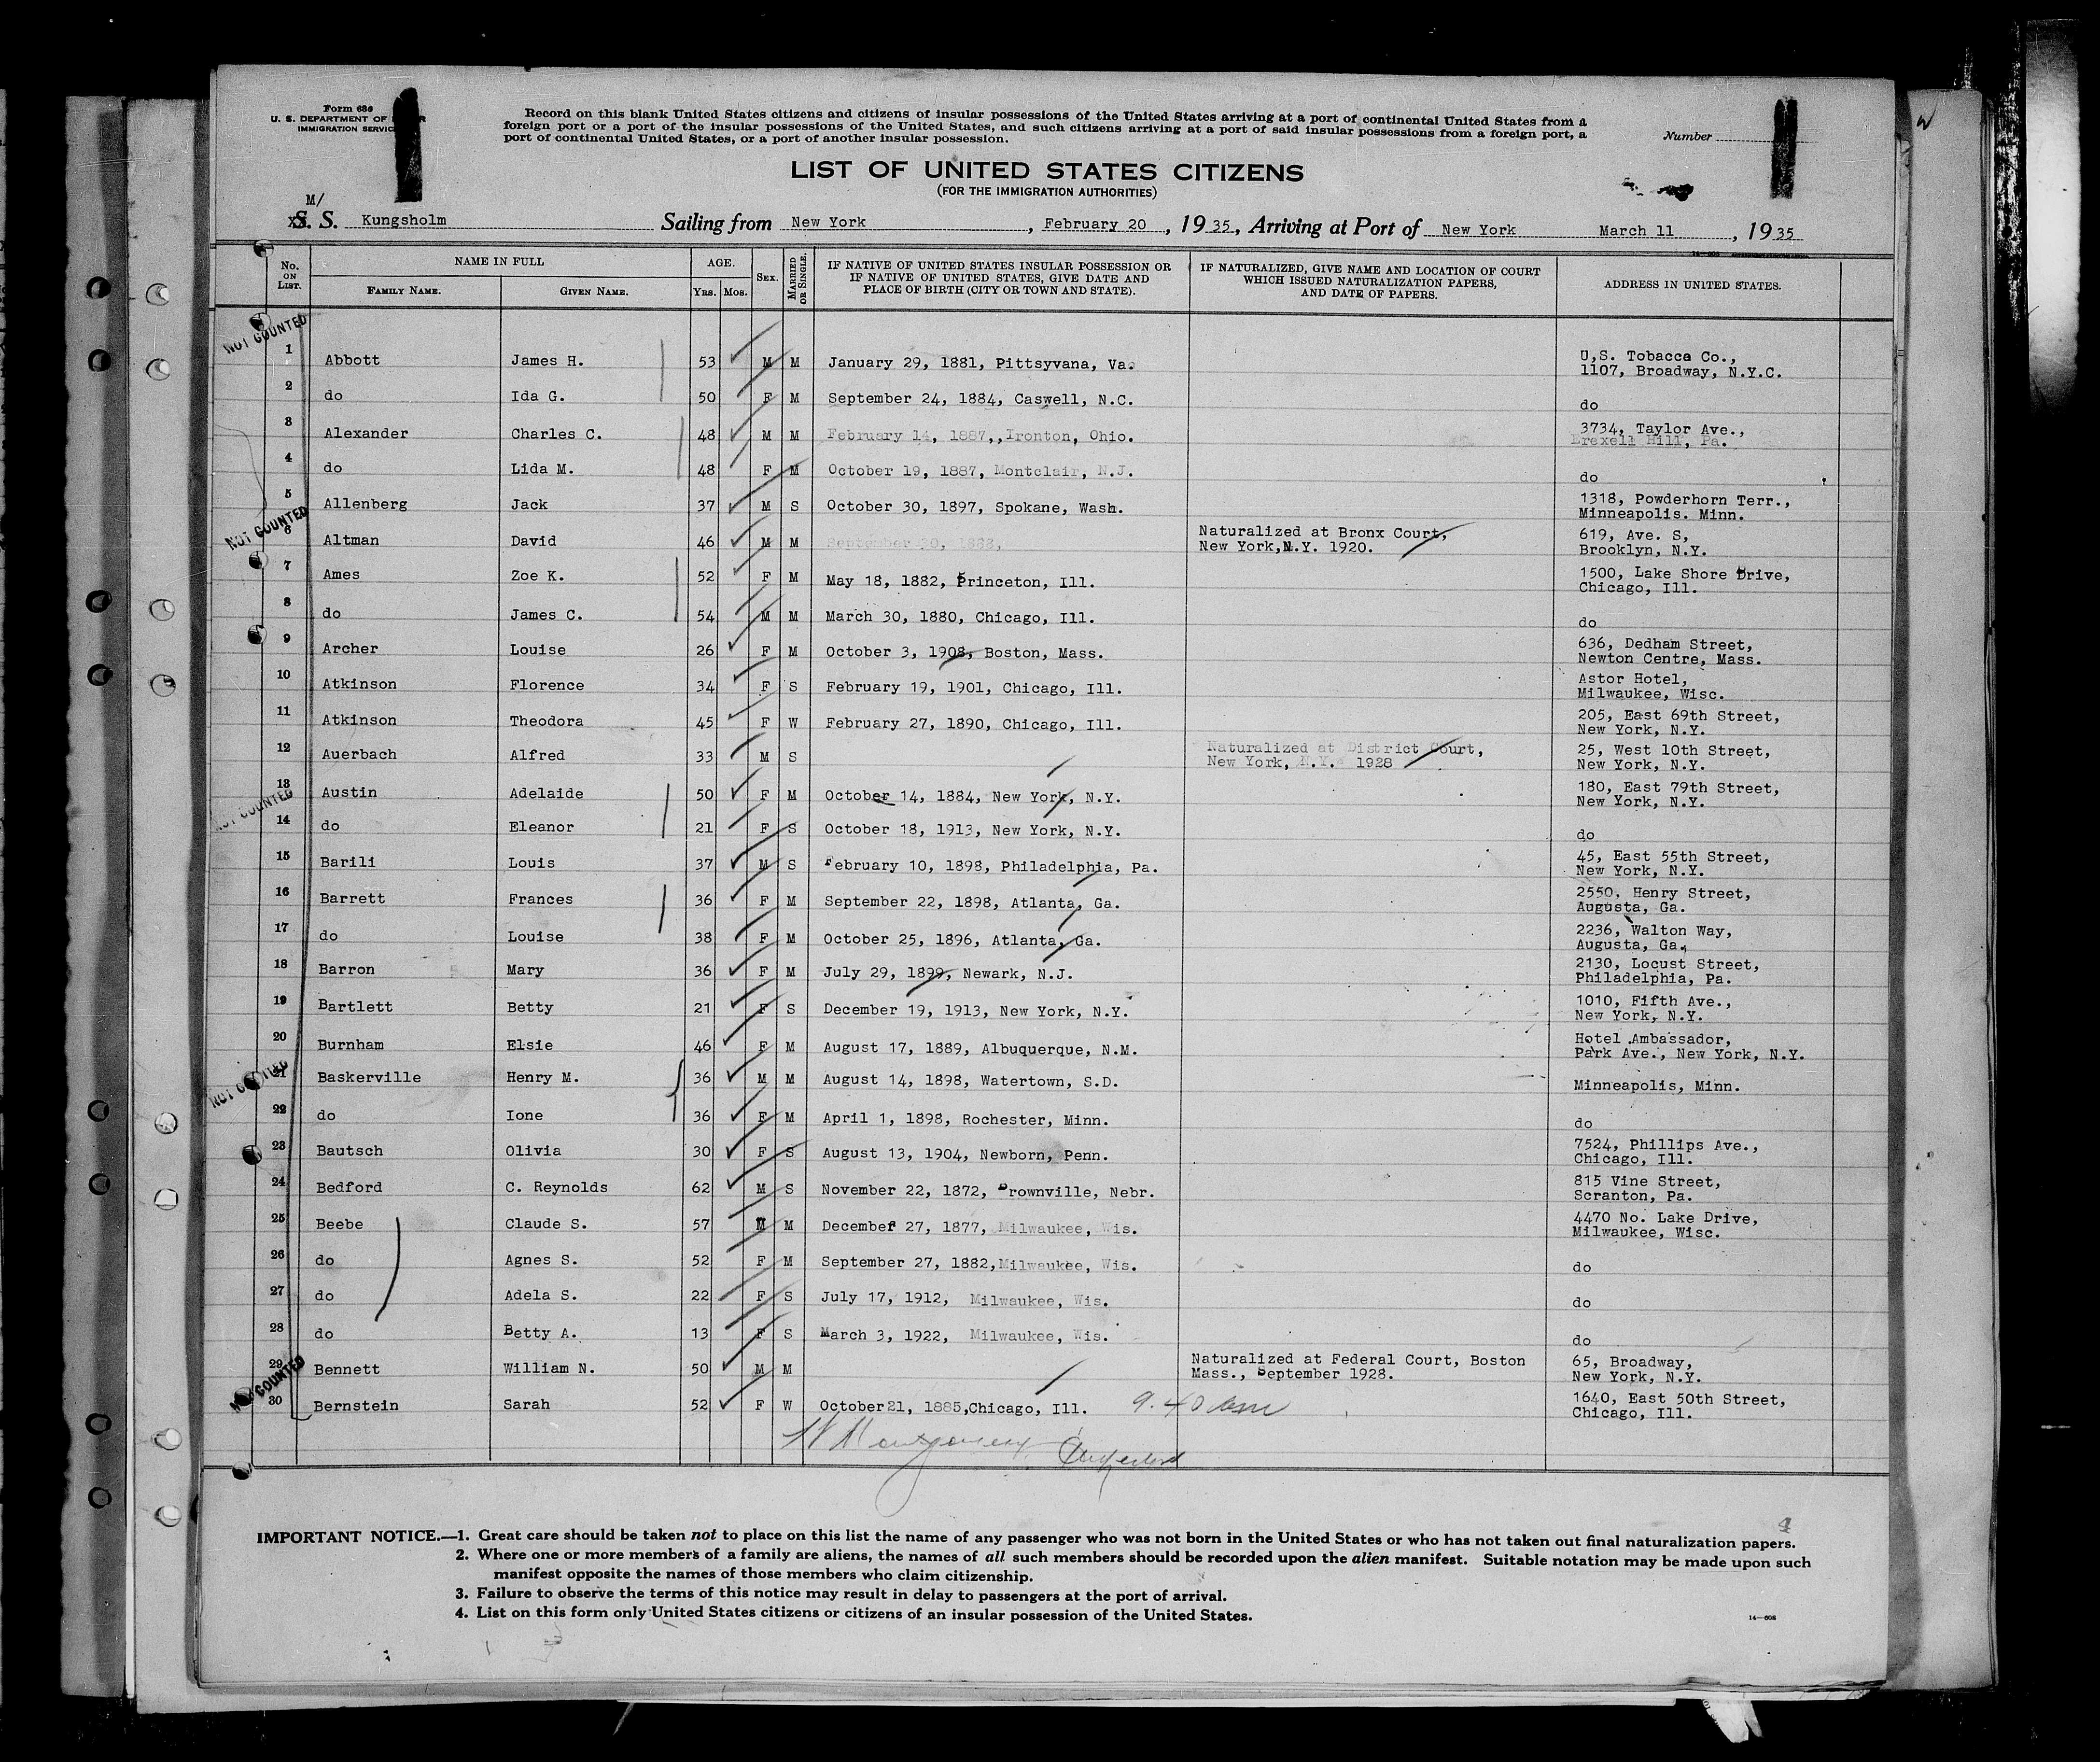 Form 686
U. S. DEPARTMENT OF
IMMIGRATION SERVICE
Record on this blank United States citizens and citizens of insular possessions of the United States arriving at a port of continental United States from a
foreign port or a port of the insular possessions of the United States, and such citizens arriving at a port of said insular possessions from a foreign port, a
port of continental United States, or a port of another insular possession.
Number
LIST OF UNITED STATES CITIZENS
(FOR THE IMMIGRATION AUTHORITIES)
M/
S. S. Kungsholm Sailing from New York, February 20, 1935, Arriving at Port of New York March 11, 1935
No. ON LIST. NAME IN FULL FAMILY NAME. GIVEN NAME. AGE. YRS. MOS. SEX. MARRIED OR SINGLE. IF NATIVE OF UNITED STATES INSULAR POSSESSION OR IF NATIVE OF UNITED STATES, GIVE DATE AND PLACE OF BIRTH (CITY OR TOWN AND STATE). IF NATURALIZED, GIVE NAME AND LOCATION OF COURT WHICH ISSUED NATURALIZATION PAPERS, AND DATE OF PAPERS. ADDRESS IN UNITED STATES.
NOT COUNTED
1 Abbott James H. 53 M M January 29, 1881, Pittsyvana, Va. U,S. Tobacco Co., 1107, Broadway, N.Y.C.
2 do Ida G. 50 F M September 24, 1884, Caswell, N.C. do
3 Alexander Charles C. 48 M M February 14, 1887,,Ironton, Ohio. 3734, Taylor Ave., Drexell Hill, Pa.
4 do Lida M. 48 F M October 19, 1887, Montclair, N.J. do
5 Allenberg Jack 37 M S October 30, 1897, Spokane, Wash. 1318, Powderhorn Terr., Minneapolis. Minn.
NOT COUNTED
6 Altman David 46 M M September 30, 1888, Naturalized at Bronx Court, New York,N.Y. 1920. 619, Ave. S, Brooklyn, N.Y.
7 Ames Zoe K. 52 F M May 18, 1882, Princeton, Ill. 1500, Lake Shore Drive, Chicago, Ill.
8 do James C. 54 M M March 30, 1880, Chicago, Ill. do
9 Archer Louise 26 F M October 3, 1908, Boston, Mass. 636, Dedham Street, Newton Centre, Mass.
10 Atkinson Florence 34 F S February 19, 1901, Chicago, Ill. Astor Hotel, Milwaukee, Wisc.
11 Atkinson Theodora 45 F W February 27, 1890, Chicago, Ill. 205, East 69th Street, New York, N.Y.
12 Auerbach Alfred 33 M S Naturalized at District Court, New York, N.Y. 1928 25, West 10th Street, New York, N.Y.
NOT COUNTED
13 Austin Adelaide 50 F M October 14, 1884, New York, N.Y. 180, East 79th Street, New York, N.Y.
14 do Eleanor 21 F S October 18, 1913, New York, N.Y. do
15 Barili Louis 37 M S February 10, 1898, Philadelphia, Pa. 45, East 55th Street, New York, N.Y.
16 Barrett Frances 36 F M September 22, 1898, Atlanta, Ga. 2550, Henry Street, Augusta, Ga.
17 do Louise 38 F M October 25, 1896, Atlanta, Ga. 2236, Walton Way, Augusta, Ga.
18 Barron Mary 36 F M July 29, 1899, Newark, N.J. 2130, Locust Street, Philadelphia, Pa.
19 Bartlett Betty 21 F S December 19, 1913, New York, N.Y. 1010, Fifth Ave., New York, N.Y.
20 Burnham Elsie 46 F M August 17, 1889, Albuquerque, N.M. Hotel Ambassador, Park Ave., New York, N.Y.
NOT COUNTED
21 Baskerville Henry M. 36 M M August 14, 1898, Watertown, S.D. Minneapolis, Minn.
22 do Ione 36 F M April 1, 1898, Rochester, Minn. do
23 Bautsch Olivia 30 F S August 13, 1904, Newborn, Penn. 7524, Phillips Ave., Chicago, Ill.
24 Bedford C. Reynolds 62 M S November 22, 1872, Brownville, Nebr. 815 Vine Street, Scranton, Pa.
25 Beebe Claude S. 57 M M December 27, 1877, Milwaukee, Wis. 4470 No. Lake Drive, Milwaukee, Wisc.
26 do Agnes S. 52 F M September 27, 1882,Milwaukee, Wis. do
27 do Adela S. 22 F S July 17, 1912, Milwaukee, Wis. do
28 do Betty A. 13 F S March 3, 1922, Milwaukee, Wis. do
29 Bennett William N. 50 M M Naturalized at Federal Court, Boston Mass., September 1928. 65, Broadway, New York, N.Y.
NOT COUNTED
30 Bernstein Sarah 52 F W October21, 1885,Chicago, Ill. 9.40 am 1640, East 50th Street, Chicago, Ill.
IMPORTANT NOTICE.—1. Great care should be taken not to place on this list the name of any passenger who was not born in the United States or who has not taken out final naturalization papers.
2. Where one or more members of a family are aliens, the names of all such members should be recorded upon the alien manifest. Suitable notation may be made upon such
manifest opposite the names of those members who claim citizenship.
3. Failure to observe the terms of this notice may result in delay to passengers at the port of arrival.
4. List on this form only United States citizens or citizens of an insular possession of the United States.
14—608